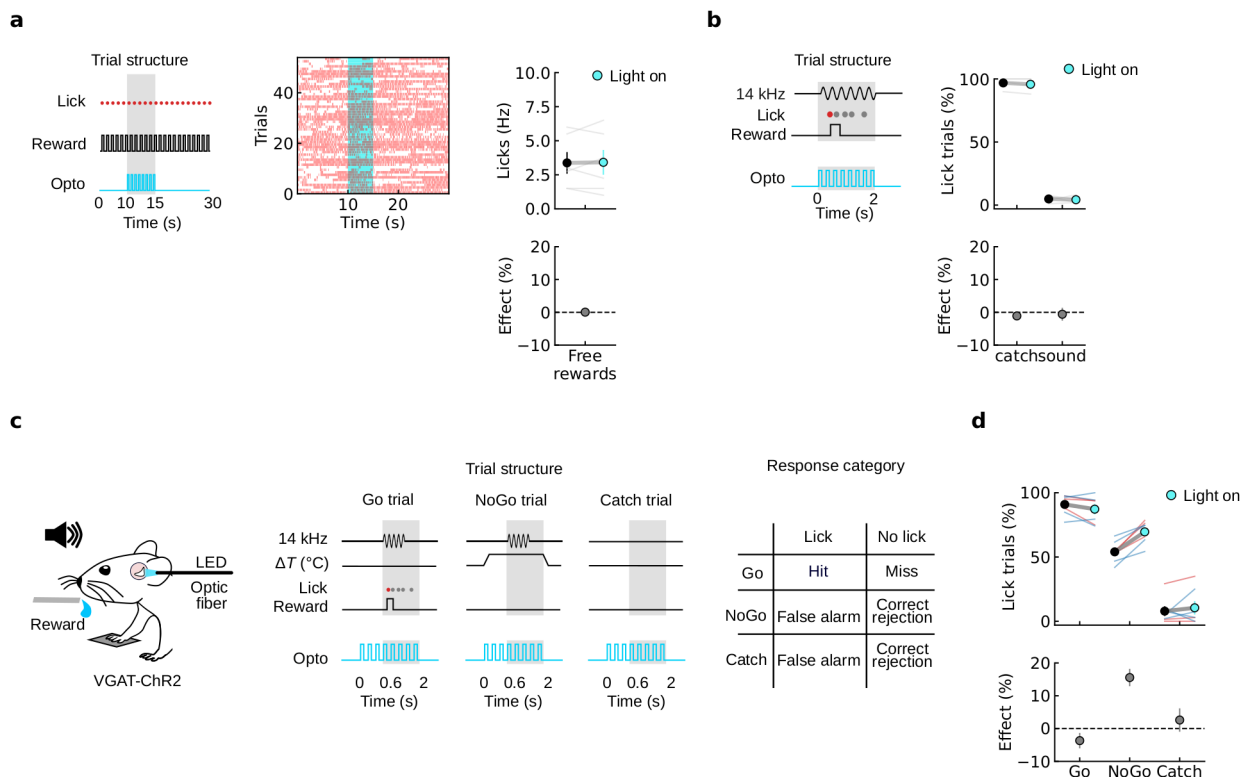 a
Trial structure
Lick
Reward
Opto
0 10 15 30
Time (s)
Trials
40
20
0
10 20
Time (s)
Light on
Licks (Hz)
10.0
7.5
5.0
2.5
0.0
Effect (%)
20
10
0
−10
Free
rewards
b
Trial structure
14 kHz
Lick
Reward
Opto
0 2
Time (s)
Light on
Lick trials (%)
100
50
0
Effect (%)
20
10
0
−10
catch sound
c
LED
Optic
fiber
Reward
VGAT-ChR2
Trial structure
Go trial NoGo trial Catch trial
14 kHz
ΔT (°C)
Lick
Reward
Opto
0 0.6 2 0 0.6 2 0 0.6 2
Time (s) Time (s) Time (s)
Response category
Lick No lick
Go Hit Miss
NoGo False alarm Correct rejection
Catch False alarm Correct rejection
d
Light on
Lick trials (%)
100
50
0
Effect (%)
20
10
0
−10
Go NoGo Catch